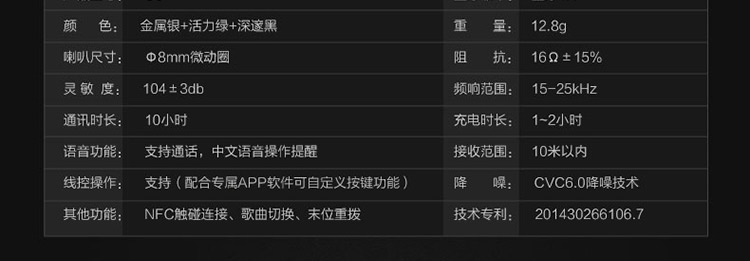 颜 色： 金属银+活力绿+深邃黑 重 量： 12.8g
喇叭尺寸： Φ8mm微动圈 阻 抗： 16Ω±15%
灵 敏 度： 104±3db 频响范围： 15-25kHz
通讯时长： 10小时 充电时长： 1~2小时
语音功能： 支持通话，中文语音操作提醒 接收范围： 10米以内
线控操作： 支持（配合专属APP软件可自定义按键功能） 降 噪： CVC6.0降噪技术
其他功能： NFC触碰连接、歌曲切换、末位重拨 技术专利： 201430266106.7